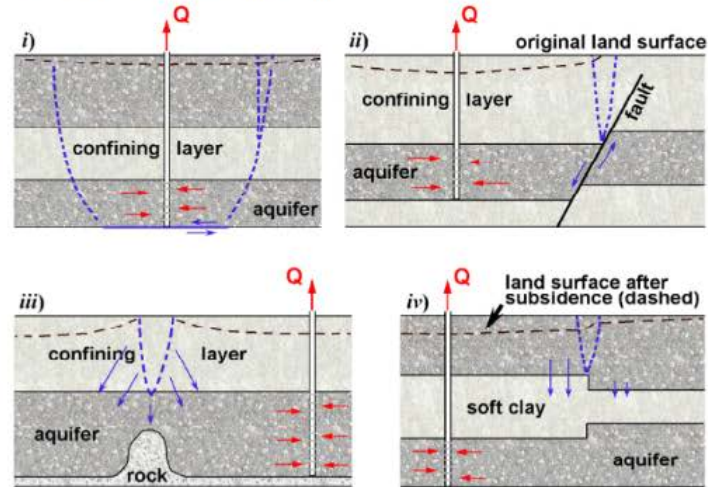 i)
Q
confining layer
aquifer
ii)
Q
original land surface
confining layer
fault
aquifer
iii)
Q
confining layer
aquifer
rock
iv)
Q
land surface after
subsidence (dashed)
soft clay
aquifer